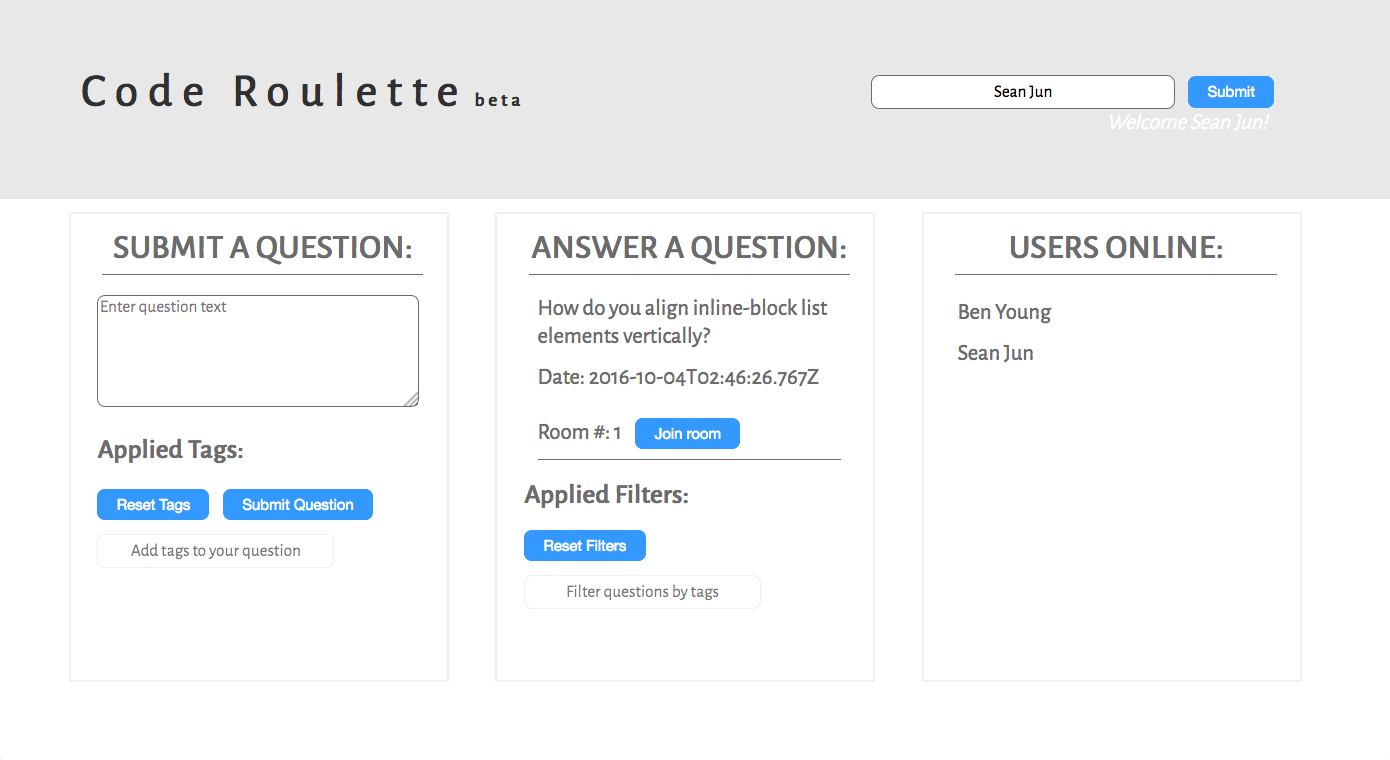 Code Roulette beta
Sean Jun
Submit
Welcome Sean Jun!
SUBMIT A QUESTION:
Enter question text
Applied Tags:
Reset Tags
Submit Question
Add tags to your question
ANSWER A QUESTION:
How do you align inline-block list
elements vertically?
Date: 2016-10-04T02:46:26.767Z
Room #: 1
Join room
Applied Filters:
Reset Filters
Filter questions by tags
USERS ONLINE:
Ben Young
Sean Jun